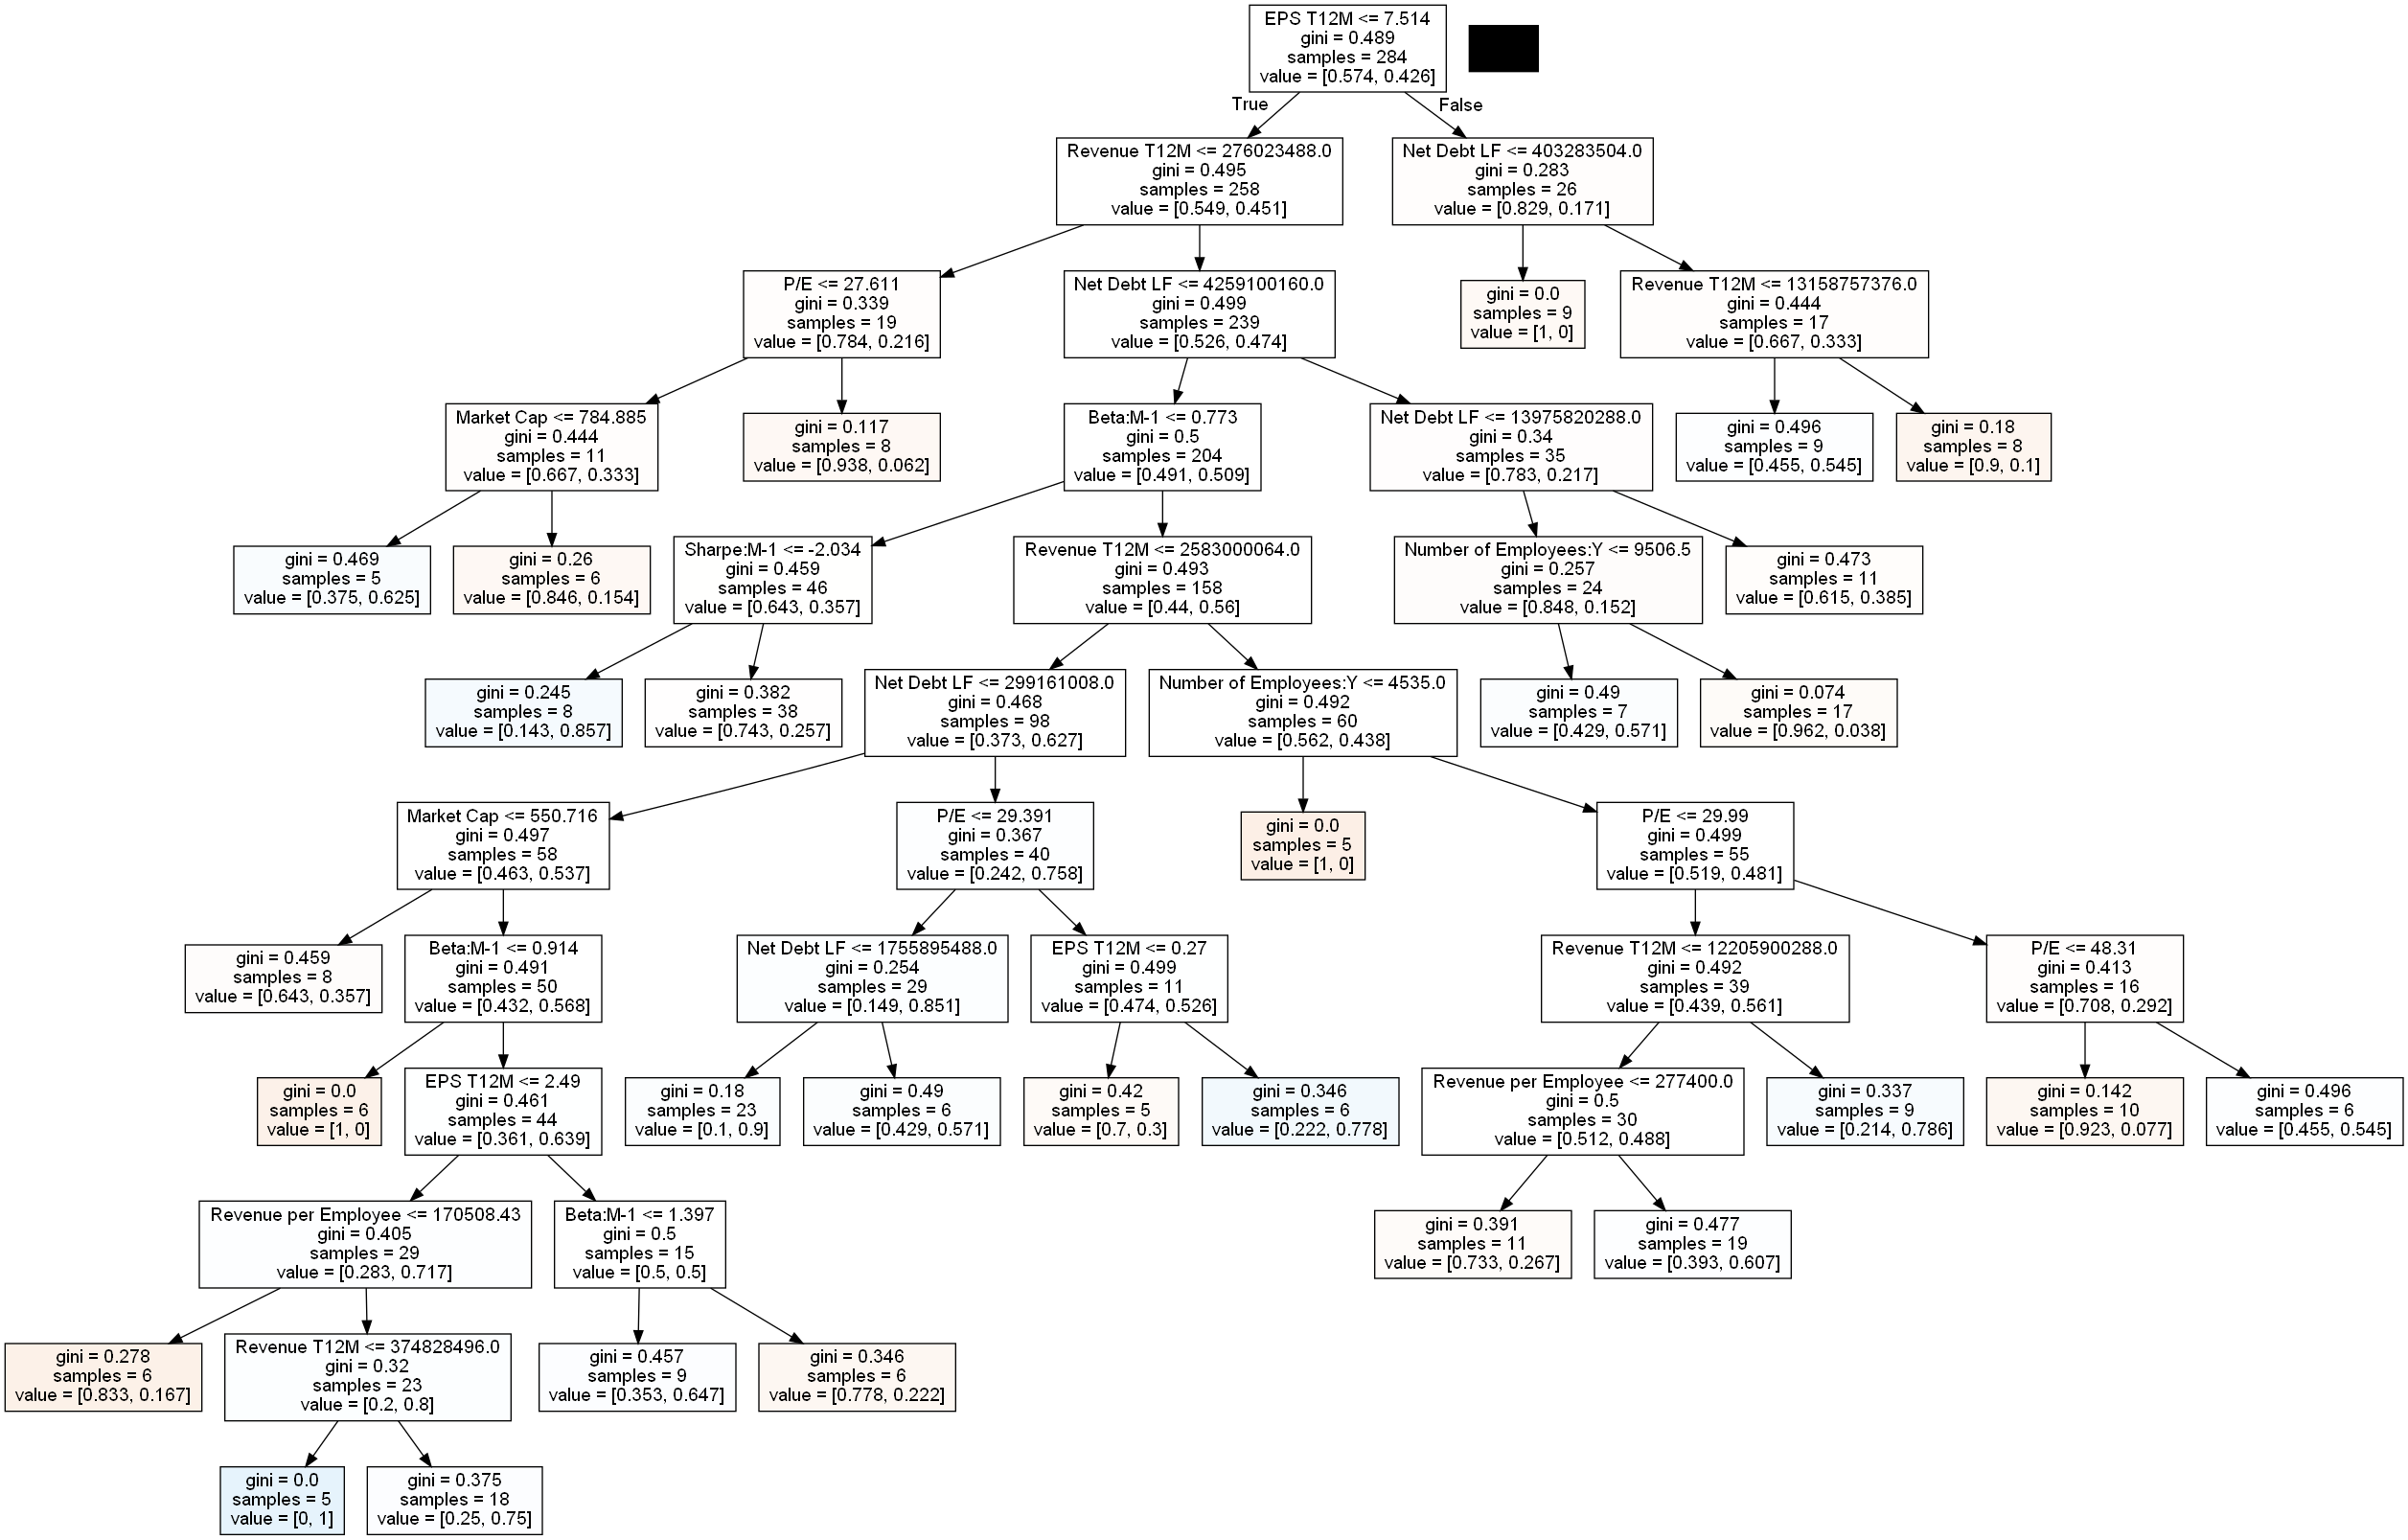 EPS T12M <= 7.514
gini = 0.489
samples = 284
value = [0.574, 0.426]
True
False
Revenue T12M <= 276023488.0
gini = 0.495
samples = 258
value = [0.549, 0.451]
Net Debt LF <= 403283504.0
gini = 0.283
samples = 26
value = [0.829, 0.171]
P/E <= 27.611
gini = 0.339
samples = 19
value = [0.784, 0.216]
Net Debt LF <= 4259100160.0
gini = 0.499
samples = 239
value = [0.526, 0.474]
gini = 0.0
samples = 9
value = [1, 0]
Revenue T12M <= 13158757376.0
gini = 0.444
samples = 17
value = [0.667, 0.333]
Market Cap <= 784.885
gini = 0.444
samples = 11
value = [0.667, 0.333]
gini = 0.117
samples = 8
value = [0.938, 0.062]
Beta:M-1 <= 0.773
gini = 0.5
samples = 204
value = [0.491, 0.509]
Net Debt LF <= 13975820288.0
gini = 0.34
samples = 35
value = [0.783, 0.217]
gini = 0.496
samples = 9
value = [0.455, 0.545]
gini = 0.18
samples = 8
value = [0.9, 0.1]
gini = 0.469
samples = 5
value = [0.375, 0.625]
gini = 0.26
samples = 6
value = [0.846, 0.154]
Sharpe:M-1 <= -2.034
gini = 0.459
samples = 46
value = [0.643, 0.357]
Revenue T12M <= 2583000064.0
gini = 0.493
samples = 158
value = [0.44, 0.56]
Number of Employees:Y <= 9506.5
gini = 0.257
samples = 24
value = [0.848, 0.152]
gini = 0.473
samples = 11
value = [0.615, 0.385]
gini = 0.245
samples = 8
value = [0.143, 0.857]
gini = 0.382
samples = 38
value = [0.743, 0.257]
Net Debt LF <= 299161008.0
gini = 0.468
samples = 98
value = [0.373, 0.627]
Number of Employees:Y <= 4535.0
gini = 0.492
samples = 60
value = [0.562, 0.438]
gini = 0.49
samples = 7
value = [0.429, 0.571]
gini = 0.074
samples = 17
value = [0.962, 0.038]
Market Cap <= 550.716
gini = 0.497
samples = 58
value = [0.463, 0.537]
P/E <= 29.391
gini = 0.367
samples = 40
value = [0.242, 0.758]
gini = 0.0
samples = 5
value = [1, 0]
P/E <= 29.99
gini = 0.499
samples = 55
value = [0.519, 0.481]
gini = 0.459
samples = 8
value = [0.643, 0.357]
Beta:M-1 <= 0.914
gini = 0.491
samples = 50
value = [0.432, 0.568]
Net Debt LF <= 1755895488.0
gini = 0.254
samples = 29
value = [0.149, 0.851]
EPS T12M <= 0.27
gini = 0.499
samples = 11
value = [0.474, 0.526]
Revenue T12M <= 12205900288.0
gini = 0.492
samples = 39
value = [0.439, 0.561]
P/E <= 48.31
gini = 0.413
samples = 16
value = [0.708, 0.292]
gini = 0.0
samples = 6
value = [1, 0]
EPS T12M <= 2.49
gini = 0.461
samples = 44
value = [0.361, 0.639]
gini = 0.18
samples = 23
value = [0.1, 0.9]
gini = 0.49
samples = 6
value = [0.429, 0.571]
gini = 0.42
samples = 5
value = [0.7, 0.3]
gini = 0.346
samples = 6
value = [0.222, 0.778]
Revenue per Employee <= 277400.0
gini = 0.5
samples = 30
value = [0.512, 0.488]
gini = 0.337
samples = 9
value = [0.214, 0.786]
gini = 0.142
samples = 10
value = [0.923, 0.077]
gini = 0.496
samples = 6
value = [0.455, 0.545]
Revenue per Employee <= 170508.43
gini = 0.405
samples = 29
value = [0.283, 0.717]
Beta:M-1 <= 1.397
gini = 0.5
samples = 15
value = [0.5, 0.5]
gini = 0.391
samples = 11
value = [0.733, 0.267]
gini = 0.477
samples = 19
value = [0.393, 0.607]
gini = 0.278
samples = 6
value = [0.833, 0.167]
Revenue T12M <= 374828496.0
gini = 0.32
samples = 23
value = [0.2, 0.8]
gini = 0.457
samples = 9
value = [0.353, 0.647]
gini = 0.346
samples = 6
value = [0.778, 0.222]
gini = 0.0
samples = 5
value = [0, 1]
gini = 0.375
samples = 18
value = [0.25, 0.75]